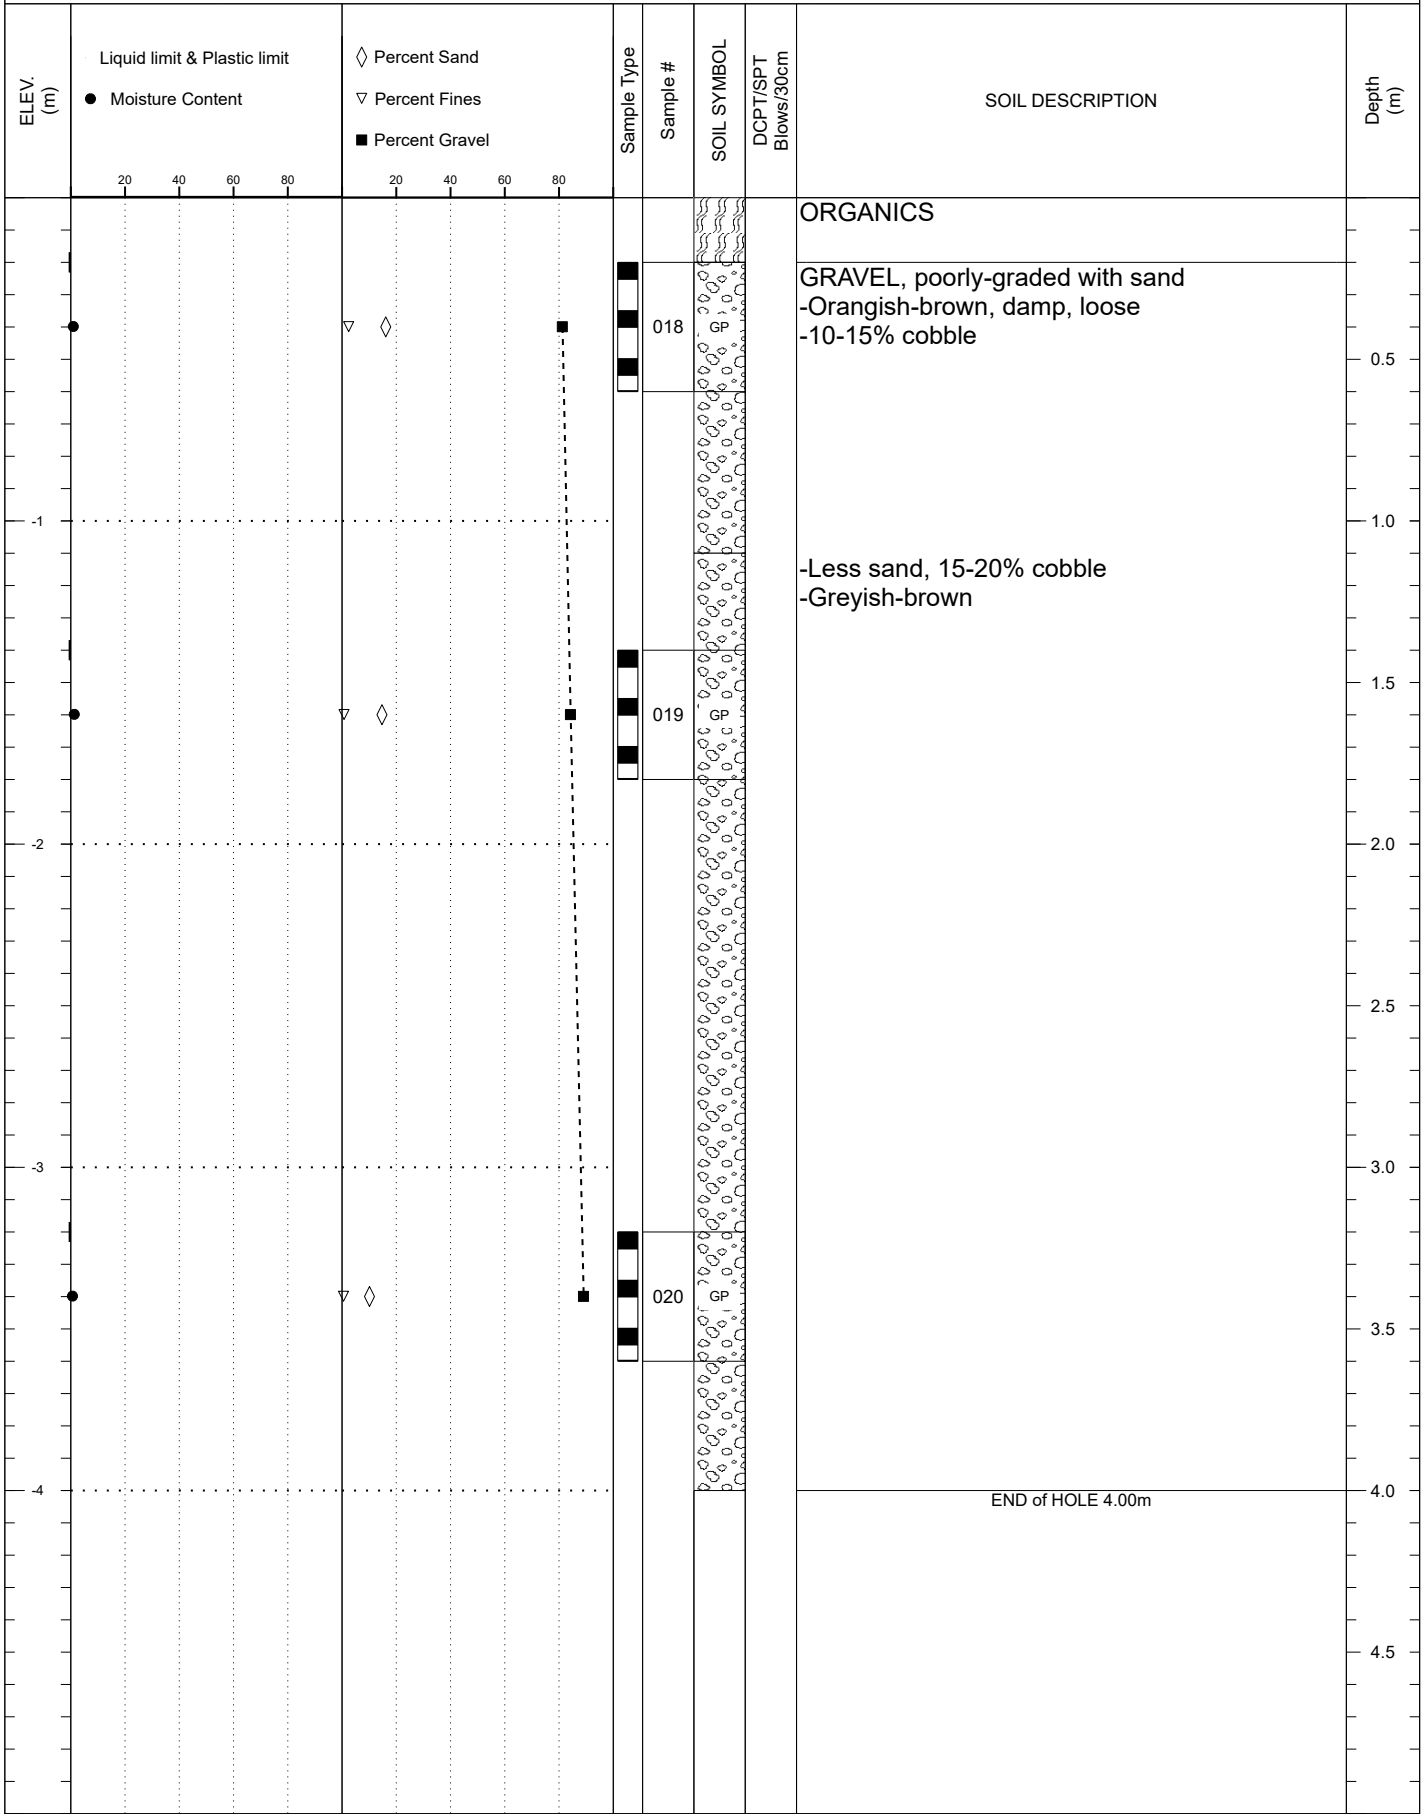 ELEV.
(m)
Liquid limit & Plastic limit
Moisture Content
20 40 60 80
Percent Sand
Percent Fines
Percent Gravel
20 40 60 80
Sample Type
Sample #
SOIL SYMBOL
DCPT/SPT
Blows/30cm
SOIL DESCRIPTION
Depth
(m)
ORGANICS
GRAVEL, poorly-graded with sand
-Orangish-brown, damp, loose
-10-15% cobble
018 GP
0.5
-1
1.0
-Less sand, 15-20% cobble
-Greyish-brown
1.5
019 GP
-2
2.0
2.5
-3
3.0
020 GP
3.5
-4
4.0
END of HOLE 4.00m
4.5